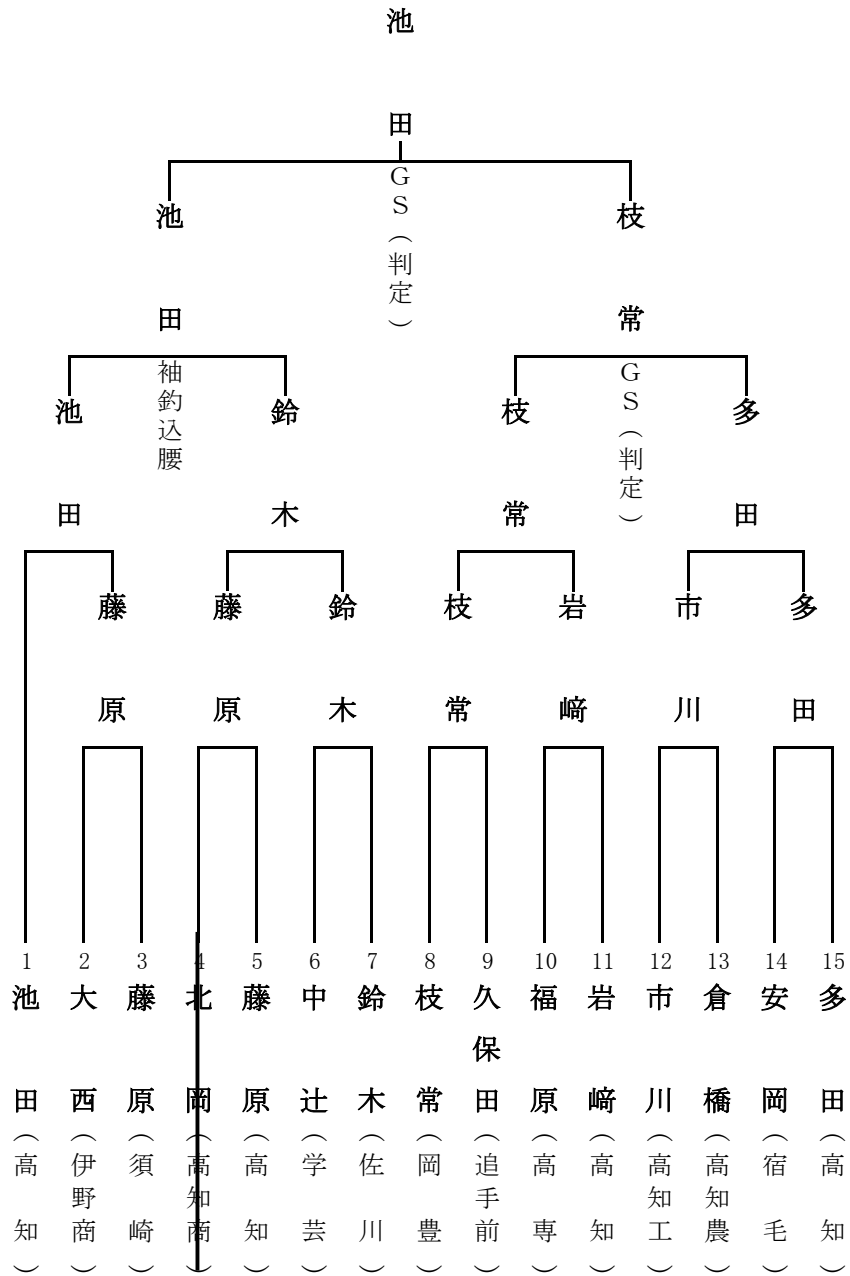 池田
GS(判定)
池田
枝常
袖釣込腰
GS(判定)
池田
鈴木
枝常
多田
藤原
藤原
鈴木
枝常
岩﨑
市川
多田
1 池田(高知)
2 大西(伊野商)
3 藤原(須崎)
4 北岡(高知商)
5 藤原(高知)
6 中辻(学芸)
7 鈴木(佐川)
8 枝常(岡豊)
9 久保田(追手前)
10 福原(高専)
11 岩﨑(高知)
12 市川(高知工)
13 倉橋(高知農)
14 安岡(宿毛)
15 多田(高知)